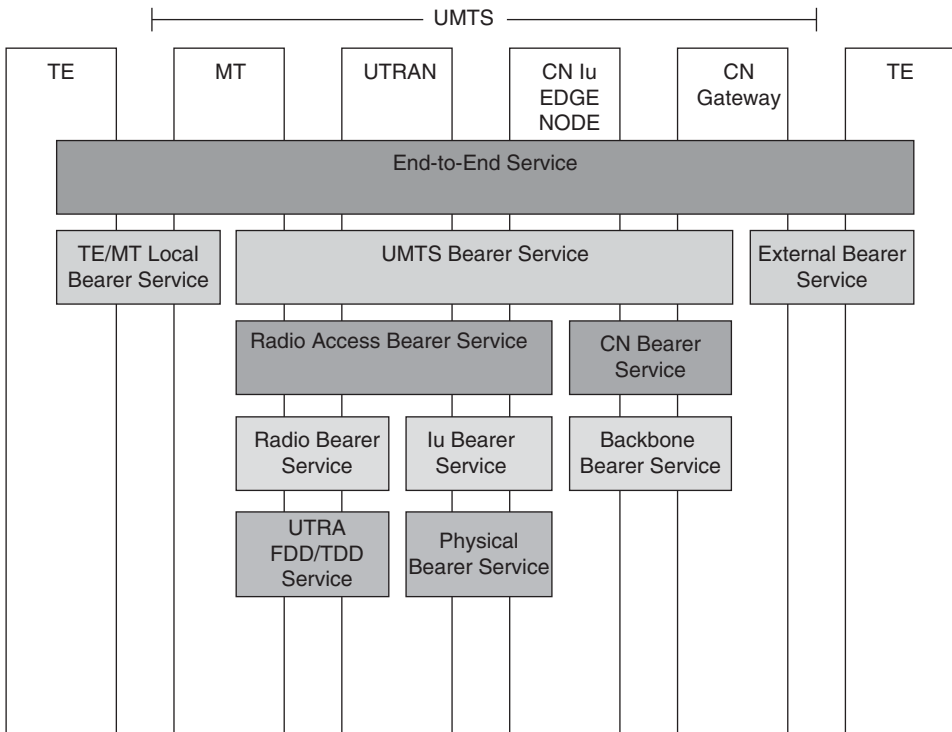 UMTS
TE
MT
UTRAN
CN Iu
EDGE
NODE
CN
Gateway
TE
End-to-End Service
TE/MT Local
Bearer Service
UMTS Bearer Service
External Bearer
Service
Radio Access Bearer Service
CN Bearer
Service
Radio Bearer
Service
Iu Bearer
Service
Backbone
Bearer Service
UTRA
FDD/TDD
Service
Physical
Bearer Service